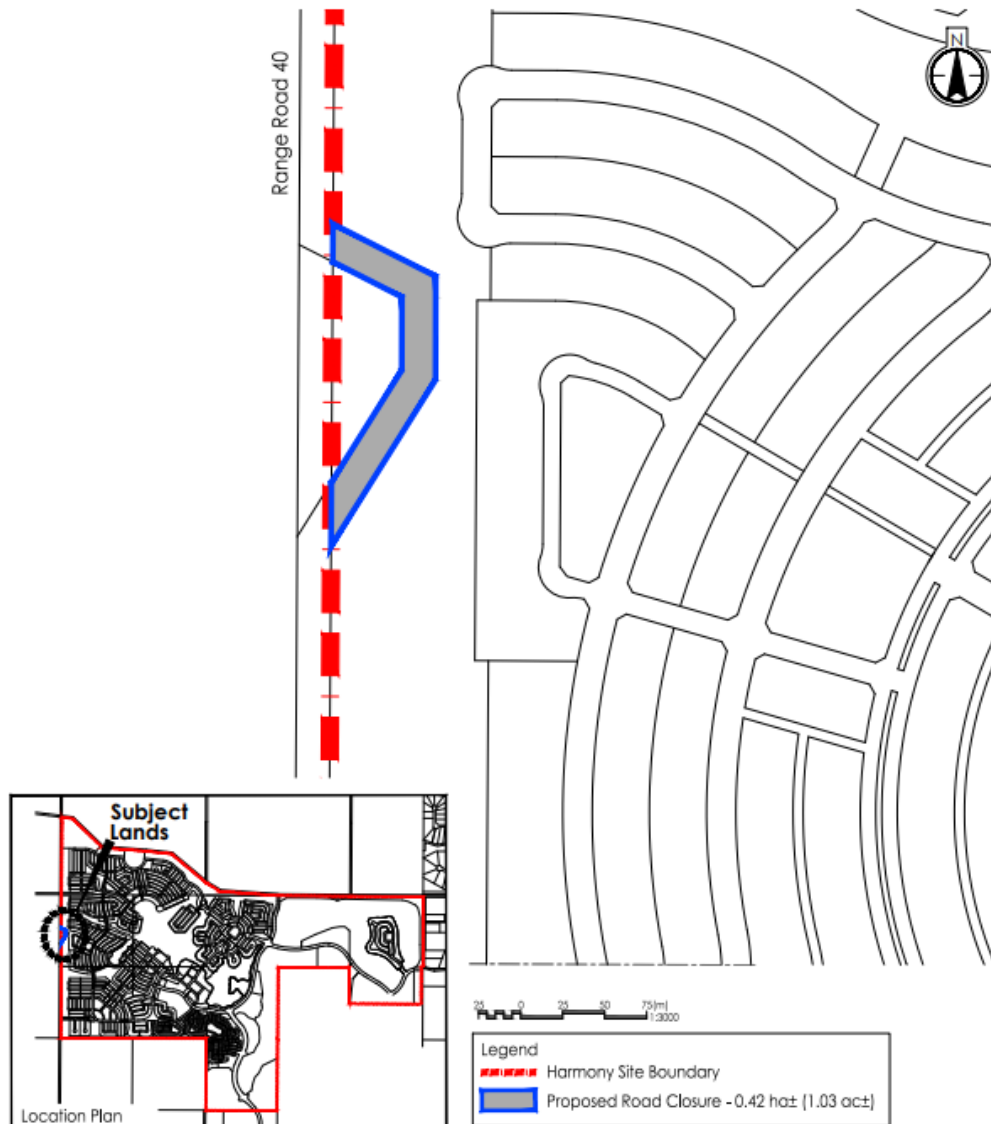 N
Range Road 40
Subject
Lands
Location Plan
25 0 25 50 75(m)
1:3000
Legend
Harmony Site Boundary
Proposed Road Closure - 0.42 ha± (1.03 ac±)